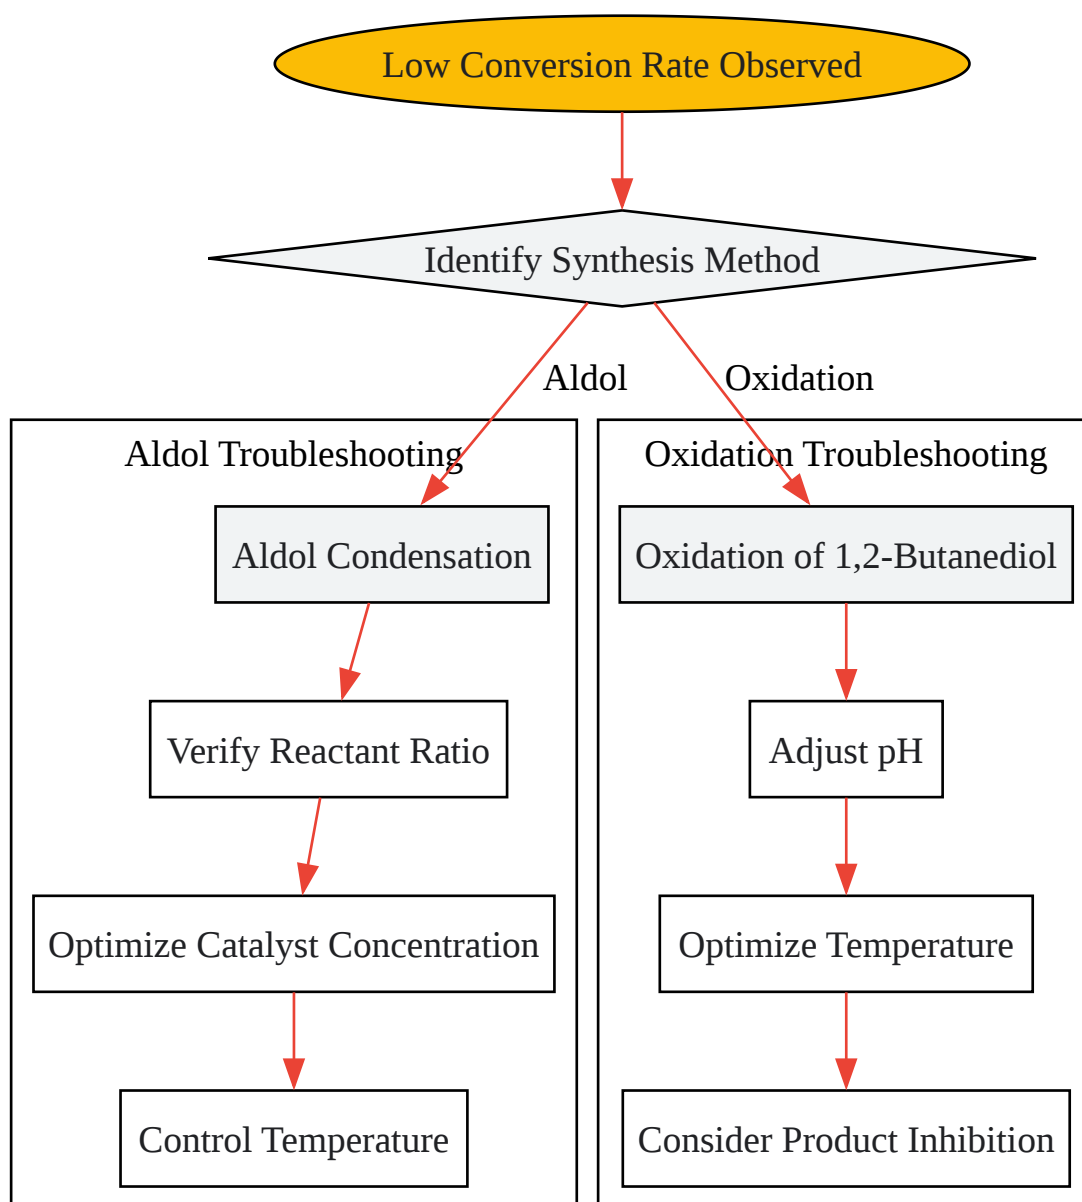 Low Conversion Rate Observed
Identify Synthesis Method
Aldol
Oxidation
Aldol Troubleshooting
Aldol Condensation
Verify Reactant Ratio
Optimize Catalyst Concentration
Control Temperature
Oxidation Troubleshooting
Oxidation of 1,2-Butanediol
Adjust pH
Optimize Temperature
Consider Product Inhibition